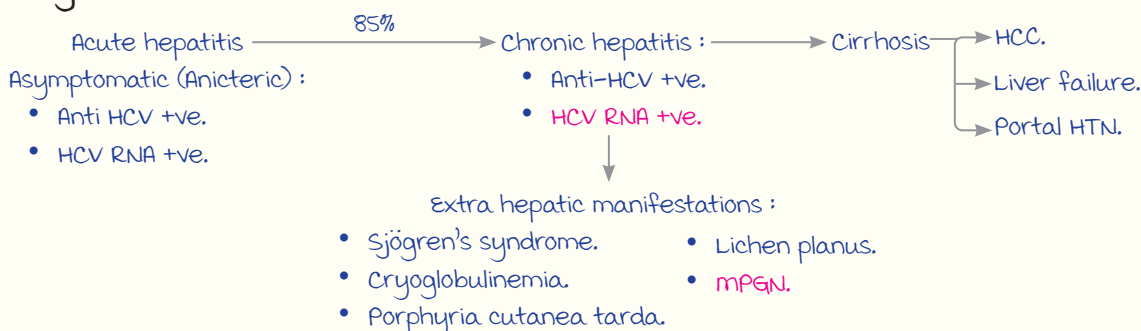 85%
Acute hepatitis
Chronic hepatitis :
Cirrhosis
HCC.
Asymptomatic (Anicteric) :
• Anti HCV +ve.
• HCV RNA +ve.
• Anti-HCV +ve.
• HCV RNA +ve.
Liver failure.
Portal HTN.
Extra hepatic manifestations :
• Sjögren's syndrome.
• Cryoglobulinemia.
• Porphyria cutanea tarda.
• Lichen planus.
• MPGN.